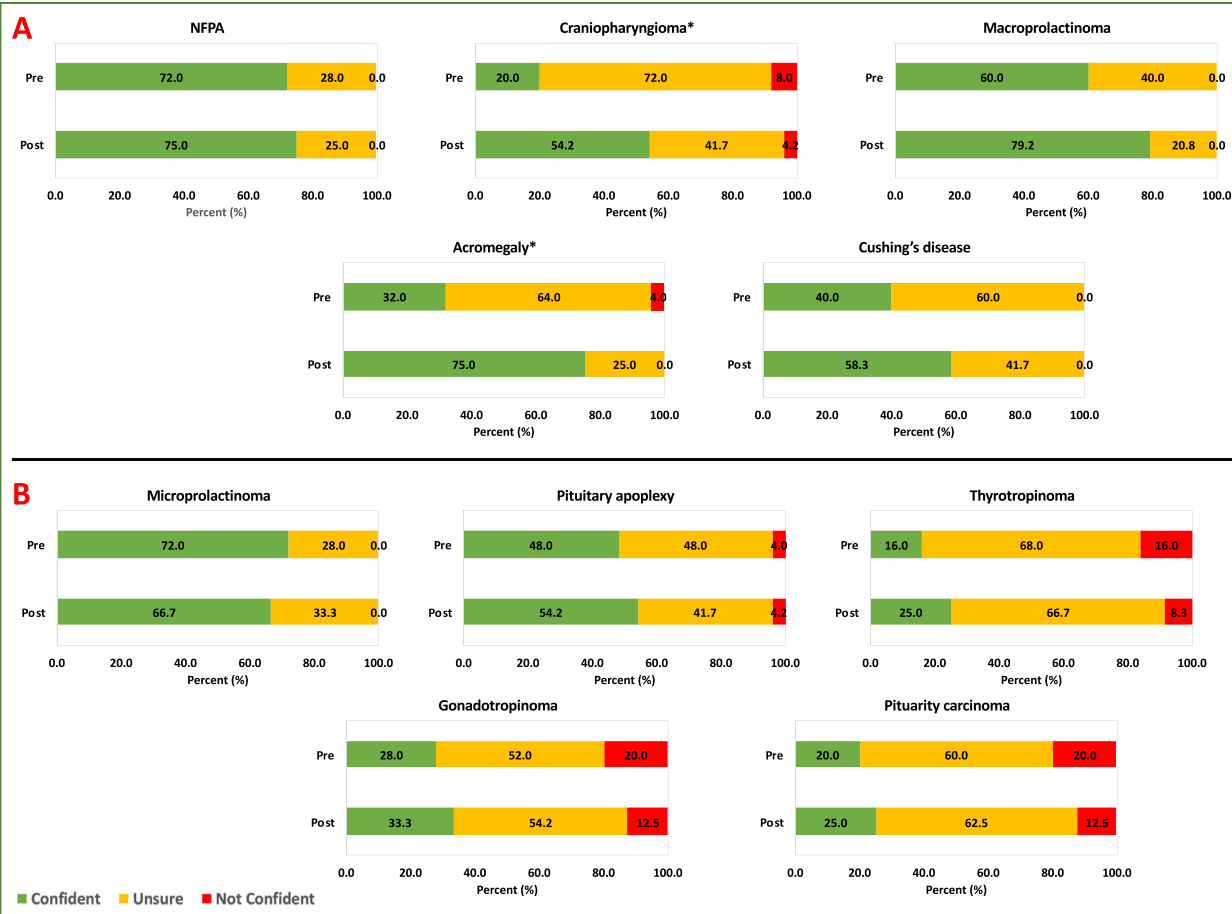 A
NFPA
Craniopharyngioma*
Macroprolactinoma
Pre
72.0
28.0
0.0
Post
75.0
25.0
0.0
0.0 20.0 40.0 60.0 80.0 100.0
Percent (%)
Pre
20.0
72.0
8.0
Post
54.2
41.7
4.2
0.0 20.0 40.0 60.0 80.0 100.0
Percent (%)
Pre
60.0
40.0
0.0
Post
79.2
20.8
0.0
0.0 20.0 40.0 60.0 80.0 100.0
Percent (%)
Acromegaly*
Pre
32.0
64.0
4.0
Post
75.0
25.0
0.0
0.0 20.0 40.0 60.0 80.0 100.0
Percent (%)
Cushing’s disease
Pre
40.0
60.0
0.0
Post
58.3
41.7
0.0
0.0 20.0 40.0 60.0 80.0 100.0
Percent (%)
B
Microprolactinoma
Pre
72.0
28.0
0.0
Post
66.7
33.3
0.0
0.0 20.0 40.0 60.0 80.0 100.0
Percent (%)
Pituitary apoplexy
Pre
48.0
48.0
4.0
Post
54.2
41.7
4.2
0.0 20.0 40.0 60.0 80.0 100.0
Percent (%)
Thyrotropinoma
Pre
16.0
68.0
16.0
Post
25.0
66.7
8.3
0.0 20.0 40.0 60.0 80.0 100.0
Percent (%)
Gonadotropinoma
Pre
28.0
52.0
20.0
Post
33.3
54.2
12.5
0.0 20.0 40.0 60.0 80.0 100.0
Percent (%)
Pituarity carcinoma
Pre
20.0
60.0
20.0
Post
25.0
62.5
12.5
0.0 20.0 40.0 60.0 80.0 100.0
Percent (%)
Confident Unsure Not Confident